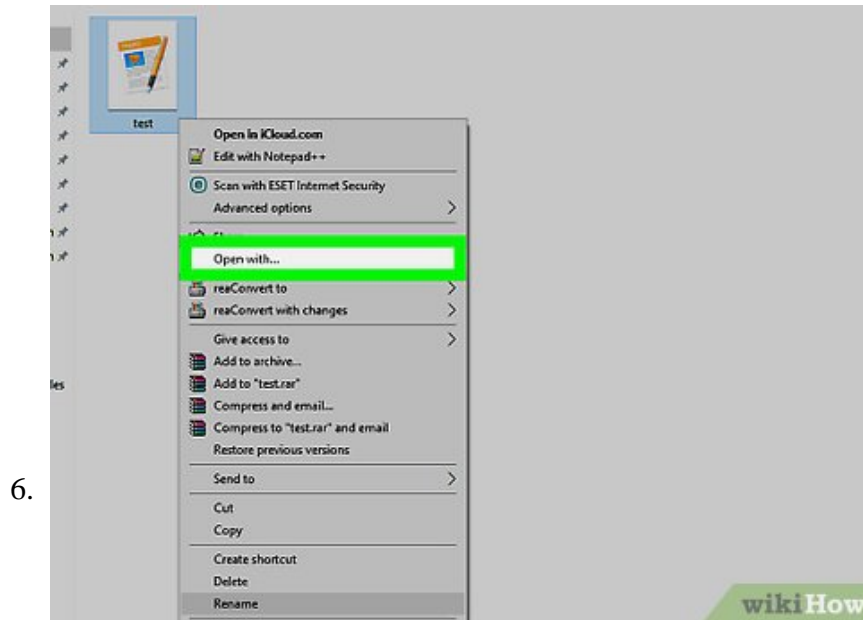 test
Open in iCloud.com
Edit with Notepad++
Scan with ESET Internet Security
Advanced options
Open with...
reaConvert to
reaConvert with changes
Give access to
Add to archive...
Add to "test.rar"
Compress and email...
Compress to "test.rar" and email
Restore previous versions
Send to
6.
Cut
Copy
Create shortcut
Delete
Rename
wikiHow